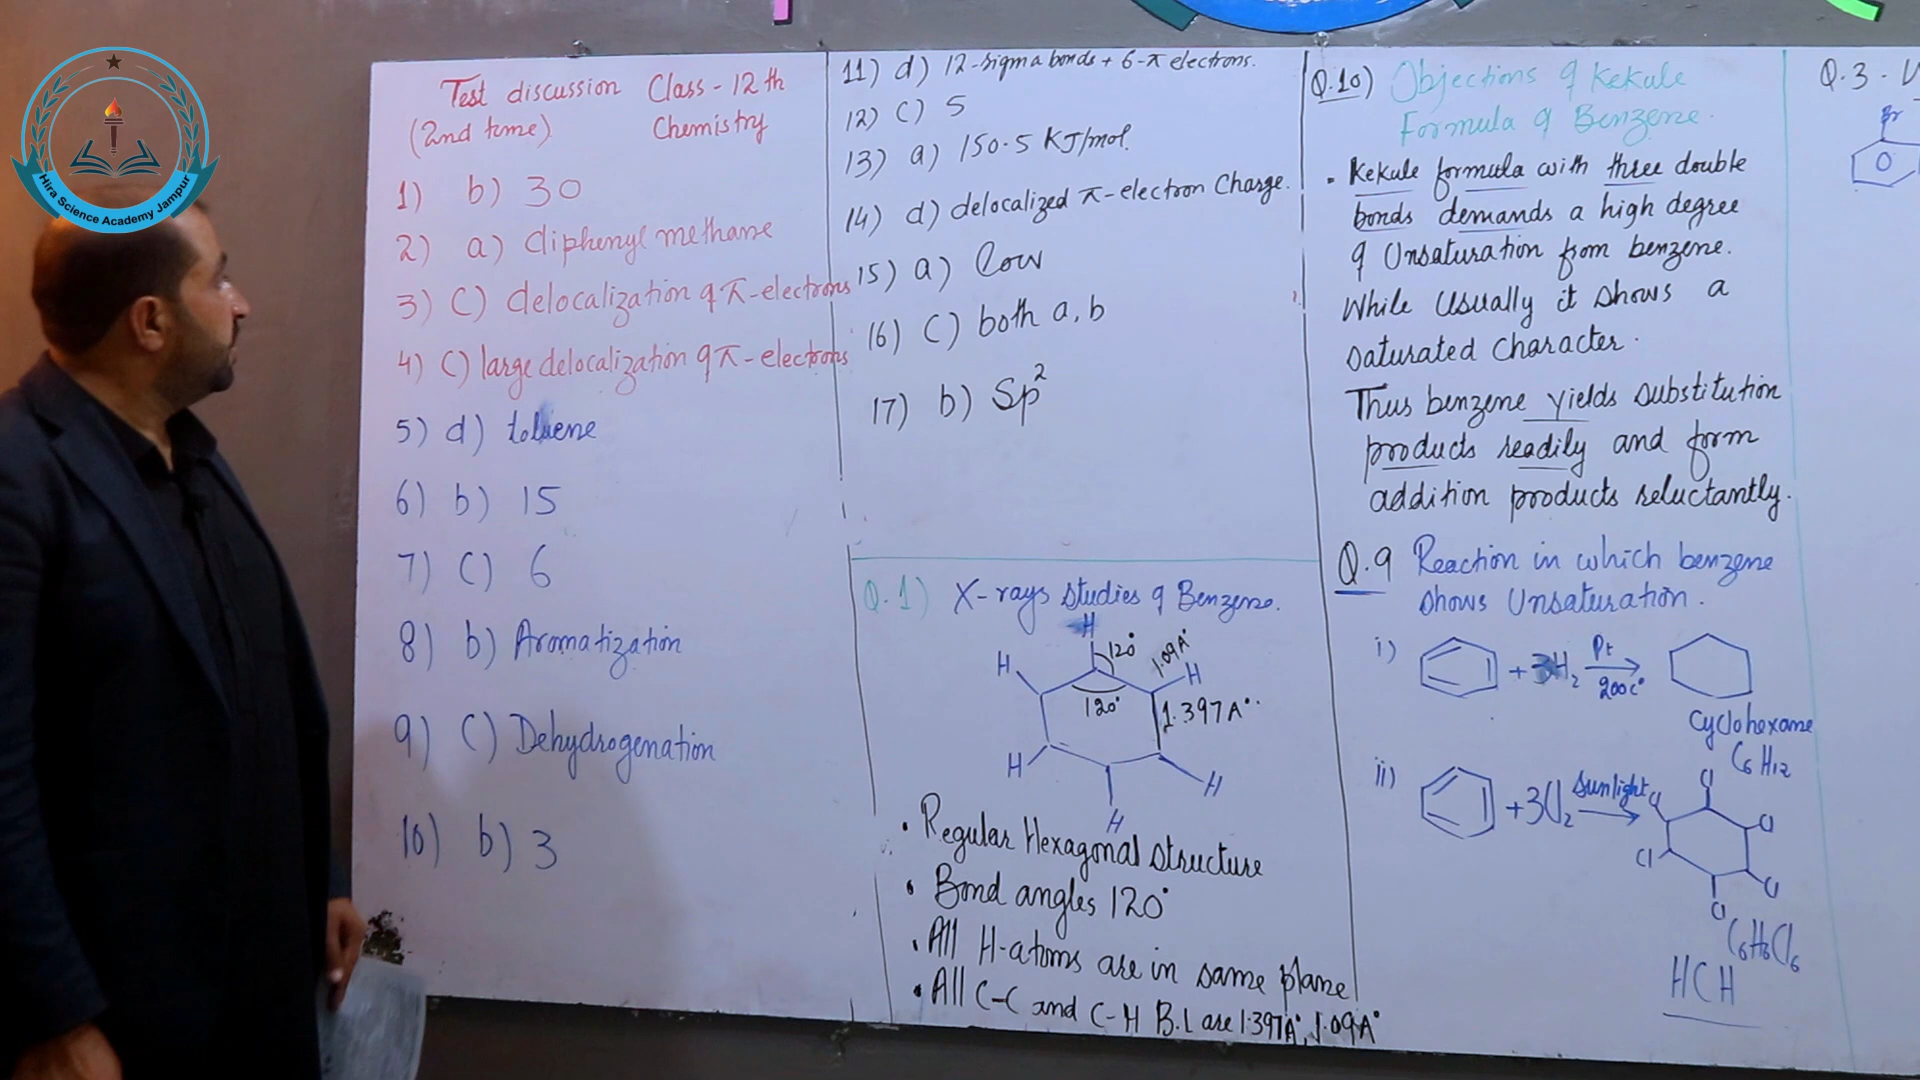 Hira Science Academy Jampur
Test discussion Class-12th
(2nd time) Chemistry
1) b) 30
2) a) diphenyl methane
3) C) delocalization of π-electrons
4) C) large delocalization of π-electrons
5) d) toluene
6) b) 15
7) C) 6
8) b) Aromatization
9) C) Dehydrogenation
10) b) 3
11) d) 12-sigma bonds + 6-π electrons.
12) C) 5
13) a) 150.5 KJ/mol.
14) d) delocalized π-electron Charge.
15) a) low
16) C) both a, b
17) b) Sp²
Q.1) X-rays studies of Benzene.
H
120°
1.09A°
H
H
120°
1.397A°
H
H
H
• Regular Hexagonal structure
• Bond angles 120°
• All H-atoms are in same plane
• All C-C and C-H B.L are 1.397A°, 1.09A°
Q.10) Objections of Kekule
Formula of Benzene.
• Kekule formula with three double
bonds demands a high degree
of Unsaturation from benzene.
While Usually it shows a
saturated character.
Thus benzene yields substitution
products readily and form
addition products reluctantly.
Q.9 Reaction in which benzene
shows Unsaturation.
i) + 3H₂ Pt
200c°
Cyclohexane
C₆H₁₂
ii) + 3Cl₂ Sunlight
Cl
Cl
Cl
Cl
Cl
Cl
C₆H₆Cl₆
HCH
Q.3.
Br